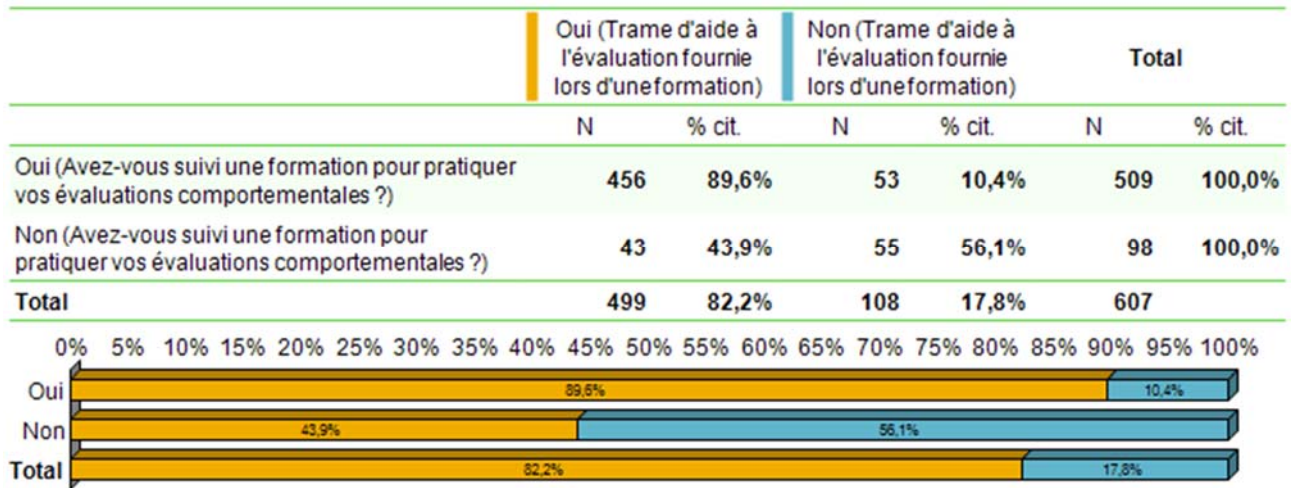 Oui (Trame d'aide à
l'évaluation fournie
lors d'uneformation)
Non (Trame d'aide à
l'évaluation fournie
lors d'uneformation)
Total
N % cit. N % cit. N % cit.
Oui (Avez-vous suivi une formation pour pratiquer
vos évaluations comportementales ?)
456 89,6% 53 10,4% 509 100,0%
Non (Avez-vous suivi une formation pour
pratiquer vos évaluations comportementales ?)
43 43,9% 55 56,1% 98 100,0%
Total 499 82,2% 108 17,8% 607
0% 5% 10% 15% 20% 25% 30% 35% 40% 45% 50% 55% 60% 65% 70% 75% 80% 85% 90% 95% 100%
Oui 89,6% 10,4%
Non 43,9% 56,1%
Total 82,2% 17,8%